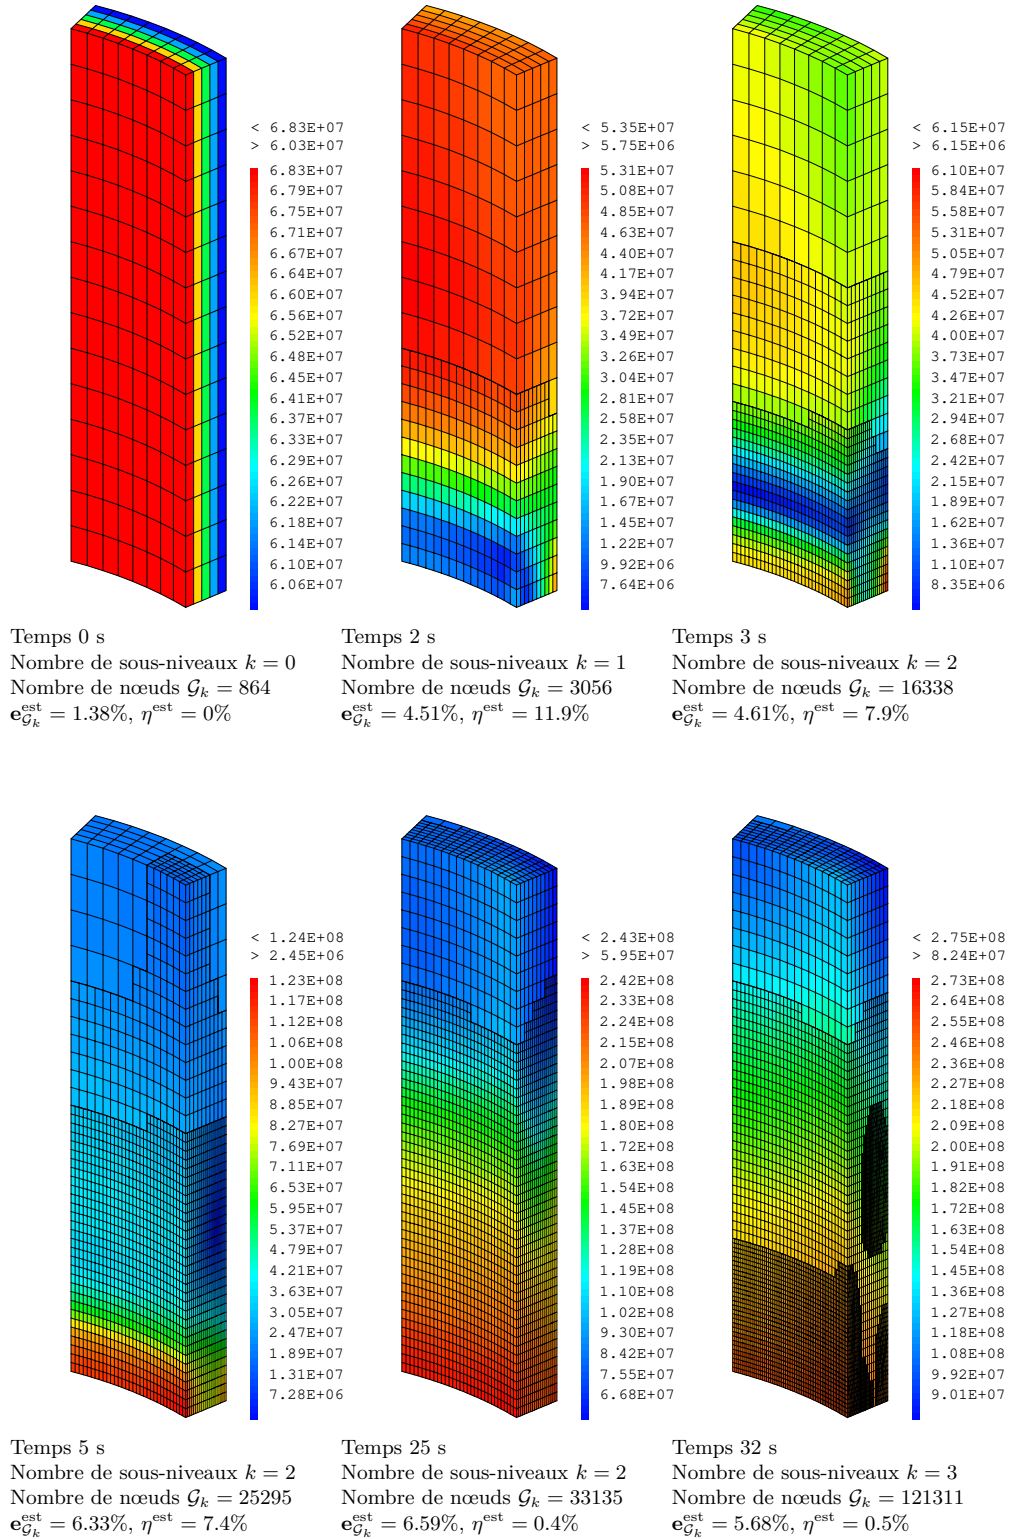 < 6.83E+07
> 6.03E+07
6.83E+07
6.79E+07
6.75E+07
6.71E+07
6.67E+07
6.64E+07
6.60E+07
6.56E+07
6.52E+07
6.48E+07
6.45E+07
6.41E+07
6.37E+07
6.33E+07
6.29E+07
6.26E+07
6.22E+07
6.18E+07
6.14E+07
6.10E+07
6.06E+07
Temps 0 s
Nombre de sous-niveaux k = 0
Nombre de nœuds 𝒢ₖ = 864
e^est_𝒢ₖ = 1.38%, η^est = 0%
< 5.35E+07
> 5.75E+06
5.31E+07
5.08E+07
4.85E+07
4.63E+07
4.40E+07
4.17E+07
3.94E+07
3.72E+07
3.49E+07
3.26E+07
3.04E+07
2.81E+07
2.58E+07
2.35E+07
2.13E+07
1.90E+07
1.67E+07
1.45E+07
1.22E+07
9.92E+06
7.64E+06
Temps 2 s
Nombre de sous-niveaux k = 1
Nombre de nœuds 𝒢ₖ = 3056
e^est_𝒢ₖ = 4.51%, η^est = 11.9%
< 6.15E+07
> 6.15E+06
6.10E+07
5.84E+07
5.58E+07
5.31E+07
5.05E+07
4.79E+07
4.52E+07
4.26E+07
4.00E+07
3.73E+07
3.47E+07
3.21E+07
2.94E+07
2.68E+07
2.42E+07
2.15E+07
1.89E+07
1.62E+07
1.36E+07
1.10E+07
8.35E+06
Temps 3 s
Nombre de sous-niveaux k = 2
Nombre de nœuds 𝒢ₖ = 16338
e^est_𝒢ₖ = 4.61%, η^est = 7.9%
< 1.24E+08
> 2.45E+06
1.23E+08
1.17E+08
1.12E+08
1.06E+08
1.00E+08
9.43E+07
8.85E+07
8.27E+07
7.69E+07
7.11E+07
6.53E+07
5.95E+07
5.37E+07
4.79E+07
4.21E+07
3.63E+07
3.05E+07
2.47E+07
1.89E+07
1.31E+07
7.28E+06
Temps 5 s
Nombre de sous-niveaux k = 2
Nombre de nœuds 𝒢ₖ = 25295
e^est_𝒢ₖ = 6.33%, η^est = 7.4%
< 2.43E+08
> 5.95E+07
2.42E+08
2.33E+08
2.24E+08
2.15E+08
2.07E+08
1.98E+08
1.89E+08
1.80E+08
1.72E+08
1.63E+08
1.54E+08
1.45E+08
1.37E+08
1.28E+08
1.19E+08
1.10E+08
1.02E+08
9.30E+07
8.42E+07
7.55E+07
6.68E+07
Temps 25 s
Nombre de sous-niveaux k = 2
Nombre de nœuds 𝒢ₖ = 33135
e^est_𝒢ₖ = 6.59%, η^est = 0.4%
< 2.75E+08
> 8.24E+07
2.73E+08
2.64E+08
2.55E+08
2.46E+08
2.36E+08
2.27E+08
2.18E+08
2.09E+08
2.00E+08
1.91E+08
1.82E+08
1.72E+08
1.63E+08
1.54E+08
1.45E+08
1.36E+08
1.27E+08
1.18E+08
1.08E+08
9.92E+07
9.01E+07
Temps 32 s
Nombre de sous-niveaux k = 3
Nombre de nœuds 𝒢ₖ = 121311
e^est_𝒢ₖ = 5.68%, η^est = 0.5%